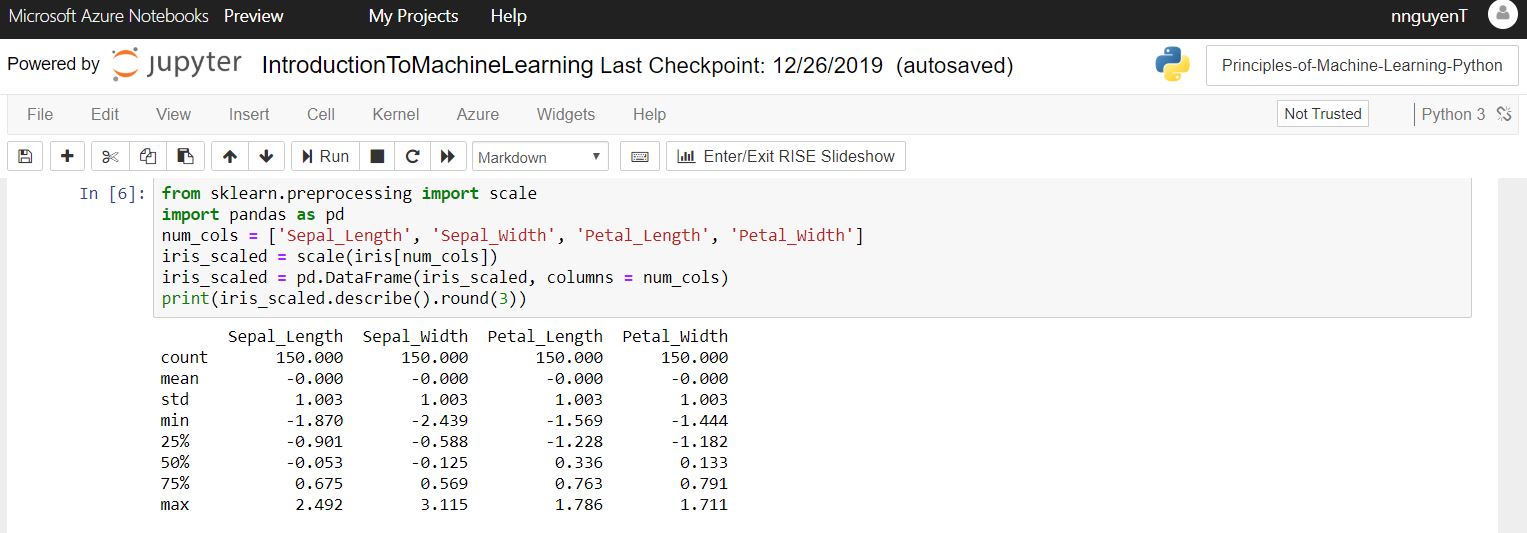 Microsoft Azure Notebooks Preview My Projects Help nnguyenT
Powered by jupyter IntroductionToMachineLearning Last Checkpoint: 12/26/2019 (autosaved) Principles-of-Machine-Learning-Python
File Edit View Insert Cell Kernel Azure Widgets Help Not Trusted Python 3
Run Markdown Enter/Exit RISE Slideshow
In [6]: from sklearn.preprocessing import scale
import pandas as pd
num_cols = ['Sepal_Length', 'Sepal_Width', 'Petal_Length', 'Petal_Width']
iris_scaled = scale(iris[num_cols])
iris_scaled = pd.DataFrame(iris_scaled, columns = num_cols)
print(iris_scaled.describe().round(3))
Sepal_Length Sepal_Width Petal_Length Petal_Width
count 150.000 150.000 150.000 150.000
mean -0.000 -0.000 -0.000 -0.000
std 1.003 1.003 1.003 1.003
min -1.870 -2.439 -1.569 -1.444
25% -0.901 -0.588 -1.228 -1.182
50% -0.053 -0.125 0.336 0.133
75% 0.675 0.569 0.763 0.791
max 2.492 3.115 1.786 1.711